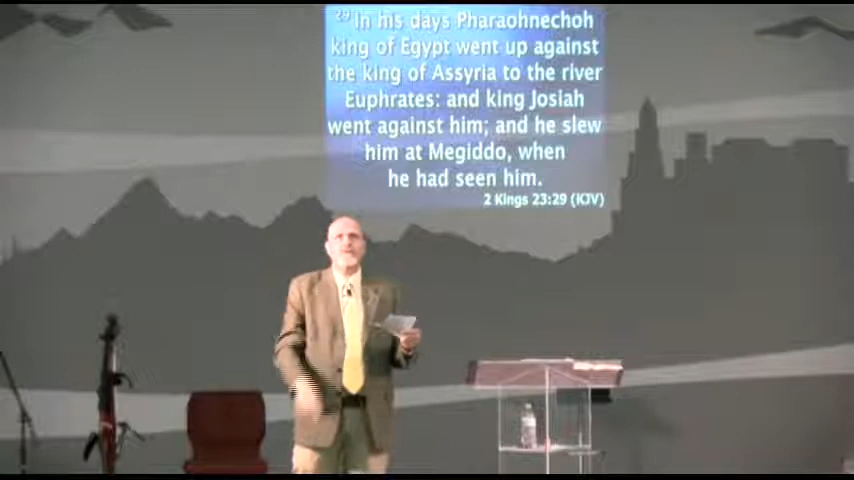 29 In his days Pharaohnechoh
king of Egypt went up against
the king of Assyria to the river
Euphrates: and king Josiah
went against him; and he slew
him at Megiddo, when
he had seen him.
2 Kings 23:29 (KJV)